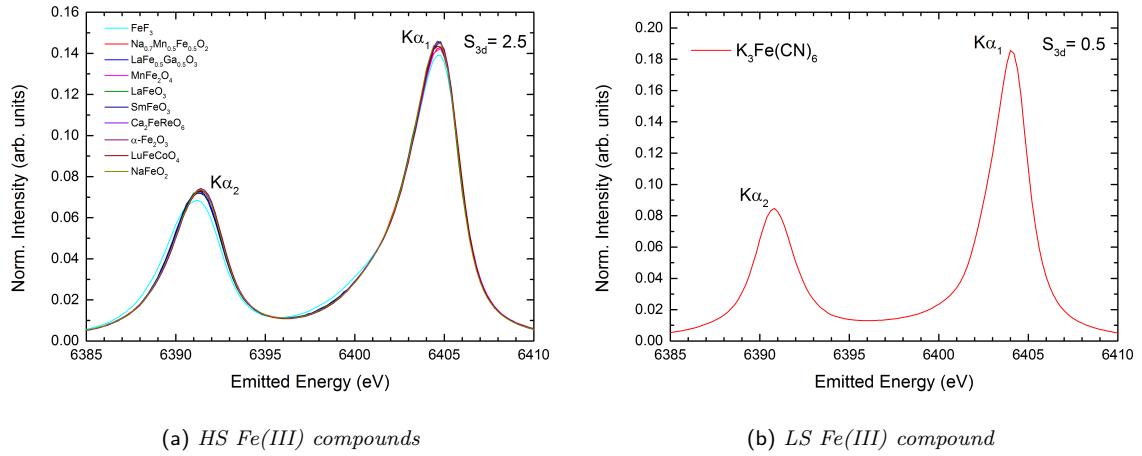 FeF₃
Na₀.₇Mn₀.₅Fe₀.₅O₂
LaFe₀.₅Ga₀.₅O₃
MnFe₂O₄
LaFeO₃
SmFeO₃
Ca₂FeReO₆
α-Fe₂O₃
LuFeCoO₄
NaFeO₂
Kα₁
S₃d= 2.5
Kα₂
0.16
0.14
0.12
0.10
0.08
0.06
0.04
0.02
0.00
Norm. Intensity (arb. units)
6385 6390 6395 6400 6405 6410
Emitted Energy (eV)
(a) HS Fe(III) compounds
K₃Fe(CN)₆
Kα₁
S₃d= 0.5
Kα₂
0.20
0.18
0.16
0.14
0.12
0.10
0.08
0.06
0.04
0.02
0.00
Norm. Intensity (arb. units)
6385 6390 6395 6400 6405 6410
Emitted Energy (eV)
(b) LS Fe(III) compound